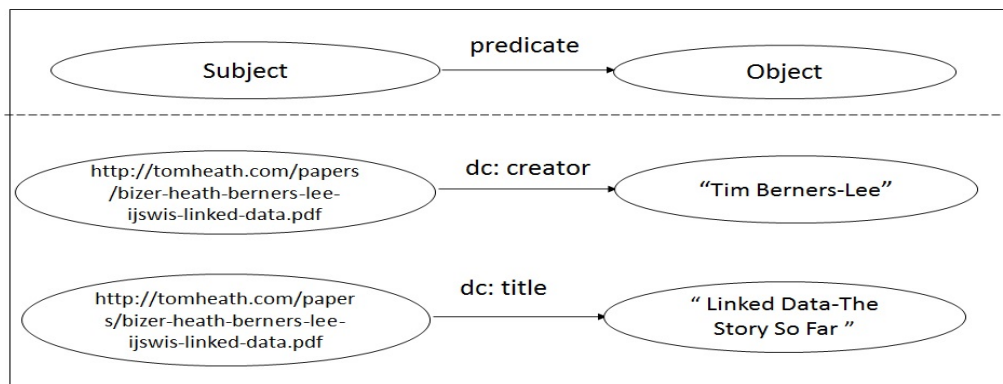 predicate
Subject
Object
http://tomheath.com/papers
/bizer-heath-berners-lee-
ijswis-linked-data.pdf
dc: creator
“Tim Berners-Lee”
http://tomheath.com/paper
s/bizer-heath-berners-lee-
ijswis-linked-data.pdf
dc: title
“ Linked Data-The
Story So Far ”